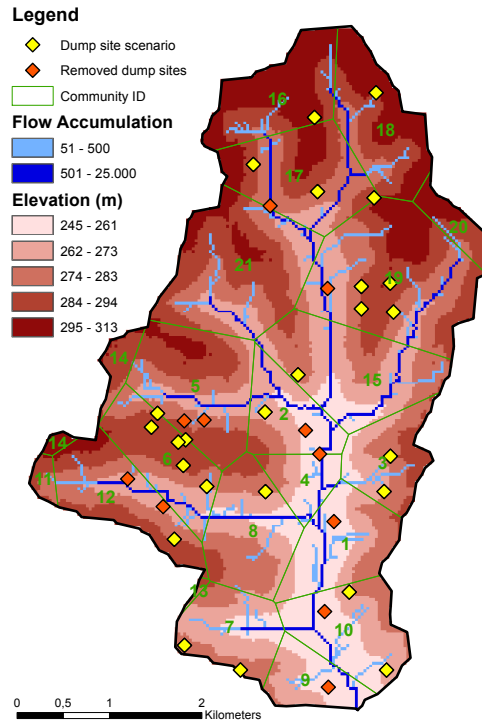 Legend
Dump site scenario
Removed dump sites
Community ID
Flow Accumulation
51 - 500
501 - 25.000
Elevation (m)
245 - 261
262 - 273
274 - 283
284 - 294
295 - 313
16
18
17
20
21
19
14
5
15
2
14
6
3
11
12
4
8
1
13
7
10
9
0 0,5 1 2
Kilometers